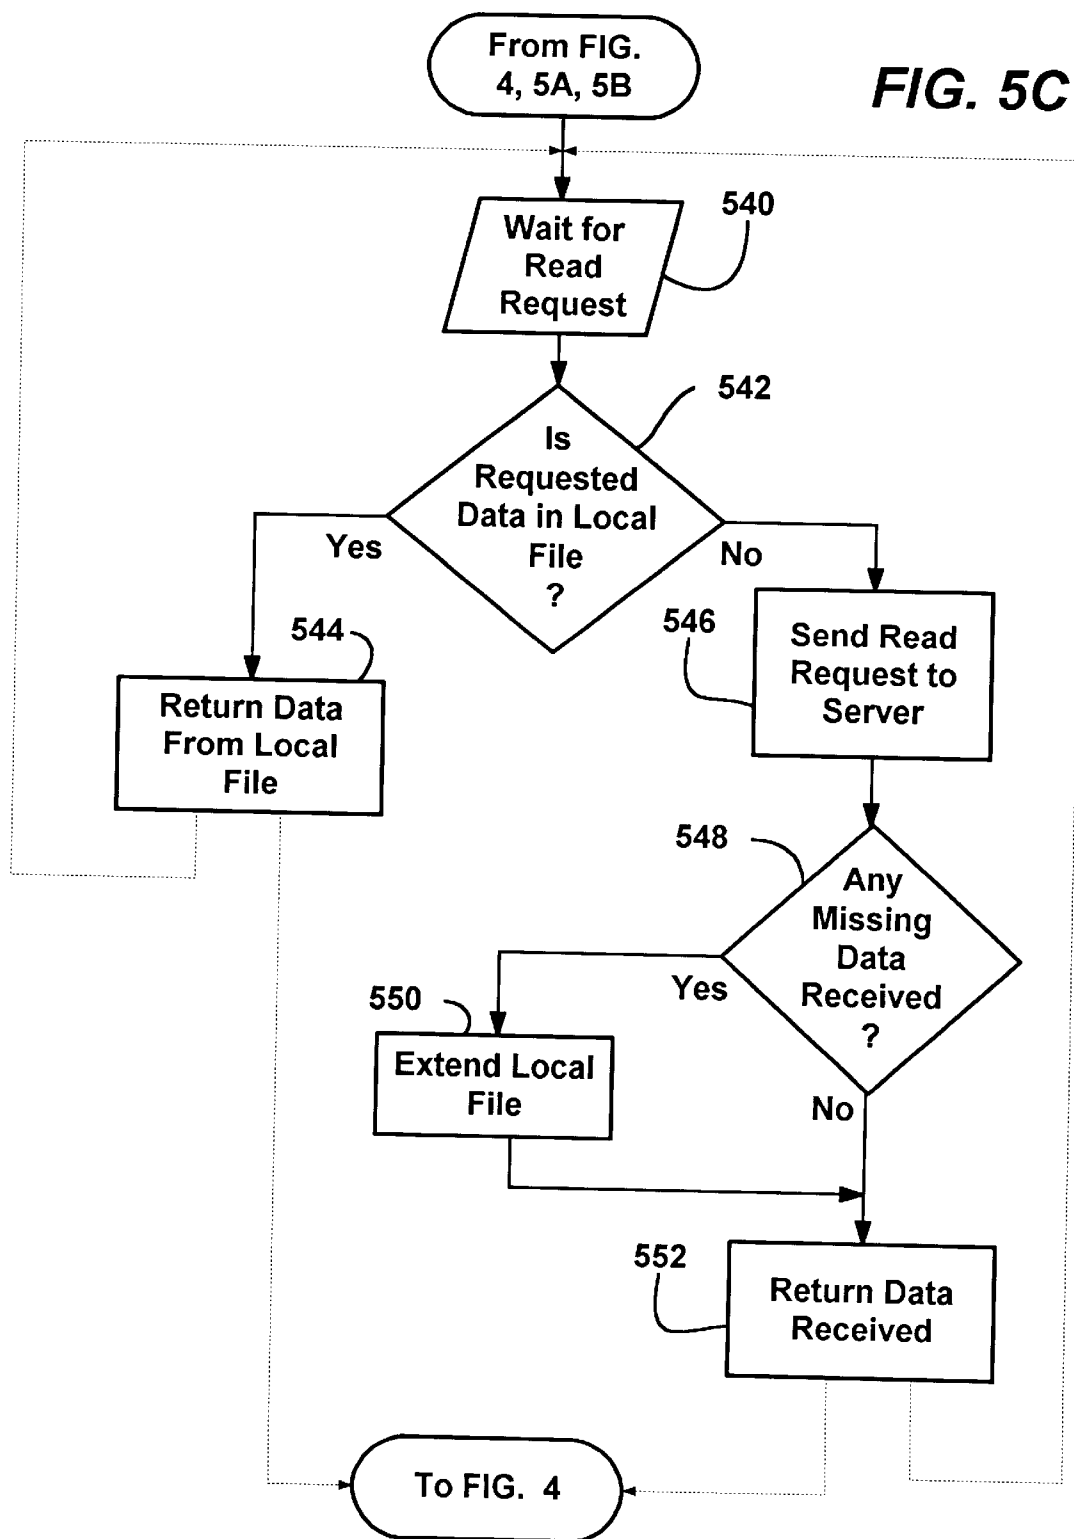 From FIG.
4, 5A, 5B
FIG. 5C
Wait for
Read
Request
540
Is
Requested
Data in Local
File
?
542
Yes
No
544
Return Data
From Local
File
546
Send Read
Request to
Server
548
Any
Missing
Data
Received
?
Yes
No
550
Extend Local
File
552
Return Data
Received
To FIG. 4